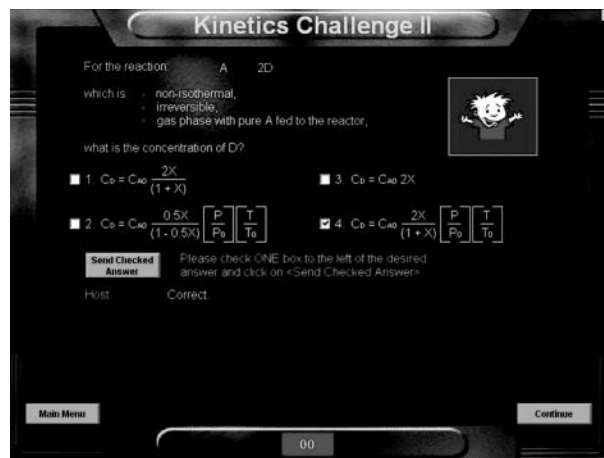 Kinetics Challenge II
For the reaction: A 2D
which is - non-isothermal,
- irreversible,
- gas phase with pure A fed to the reactor,
what is the concentration of D?
1. CD = CA0 2X/(1 + X)
3. CD = CA0 2X
2. CD = CA0 0.5X/(1 - 0.5X) [P/P0] [T/T0]
4. CD = CA0 2X/(1 + X) [P/P0] [T/T0]
Send Checked Answer
Please check ONE box to the left of the desired
answer and click on <Send Checked Answer>
Host Correct
Main Menu
Continue
00